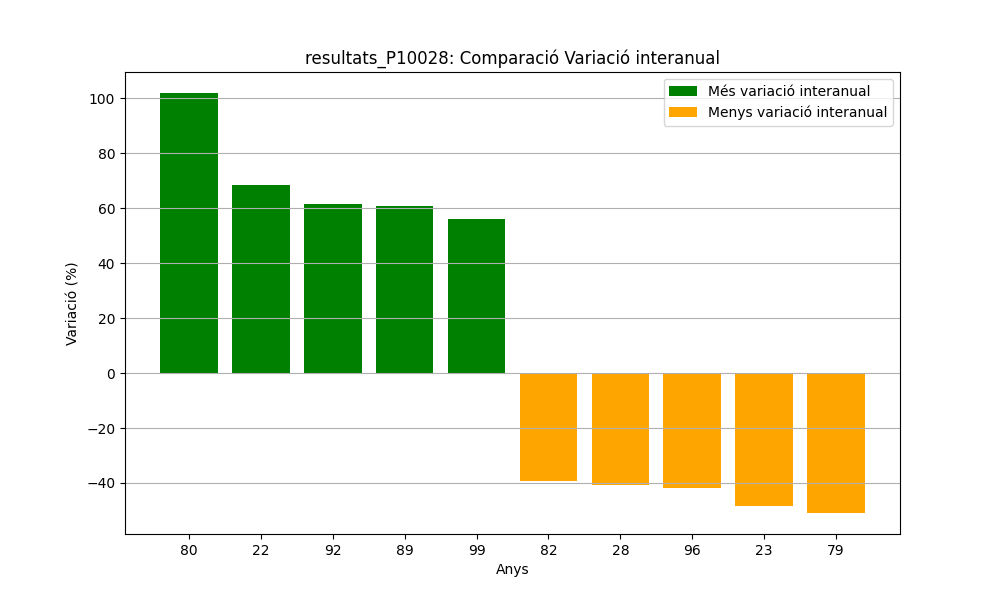 resultats_P10028: Comparació Variació interanual
Més variació interanual
Menys variació interanual
Variació (%)
100
80
60
40
20
0
−20
−40
80 22 92 89 99 82 28 96 23 79
Anys